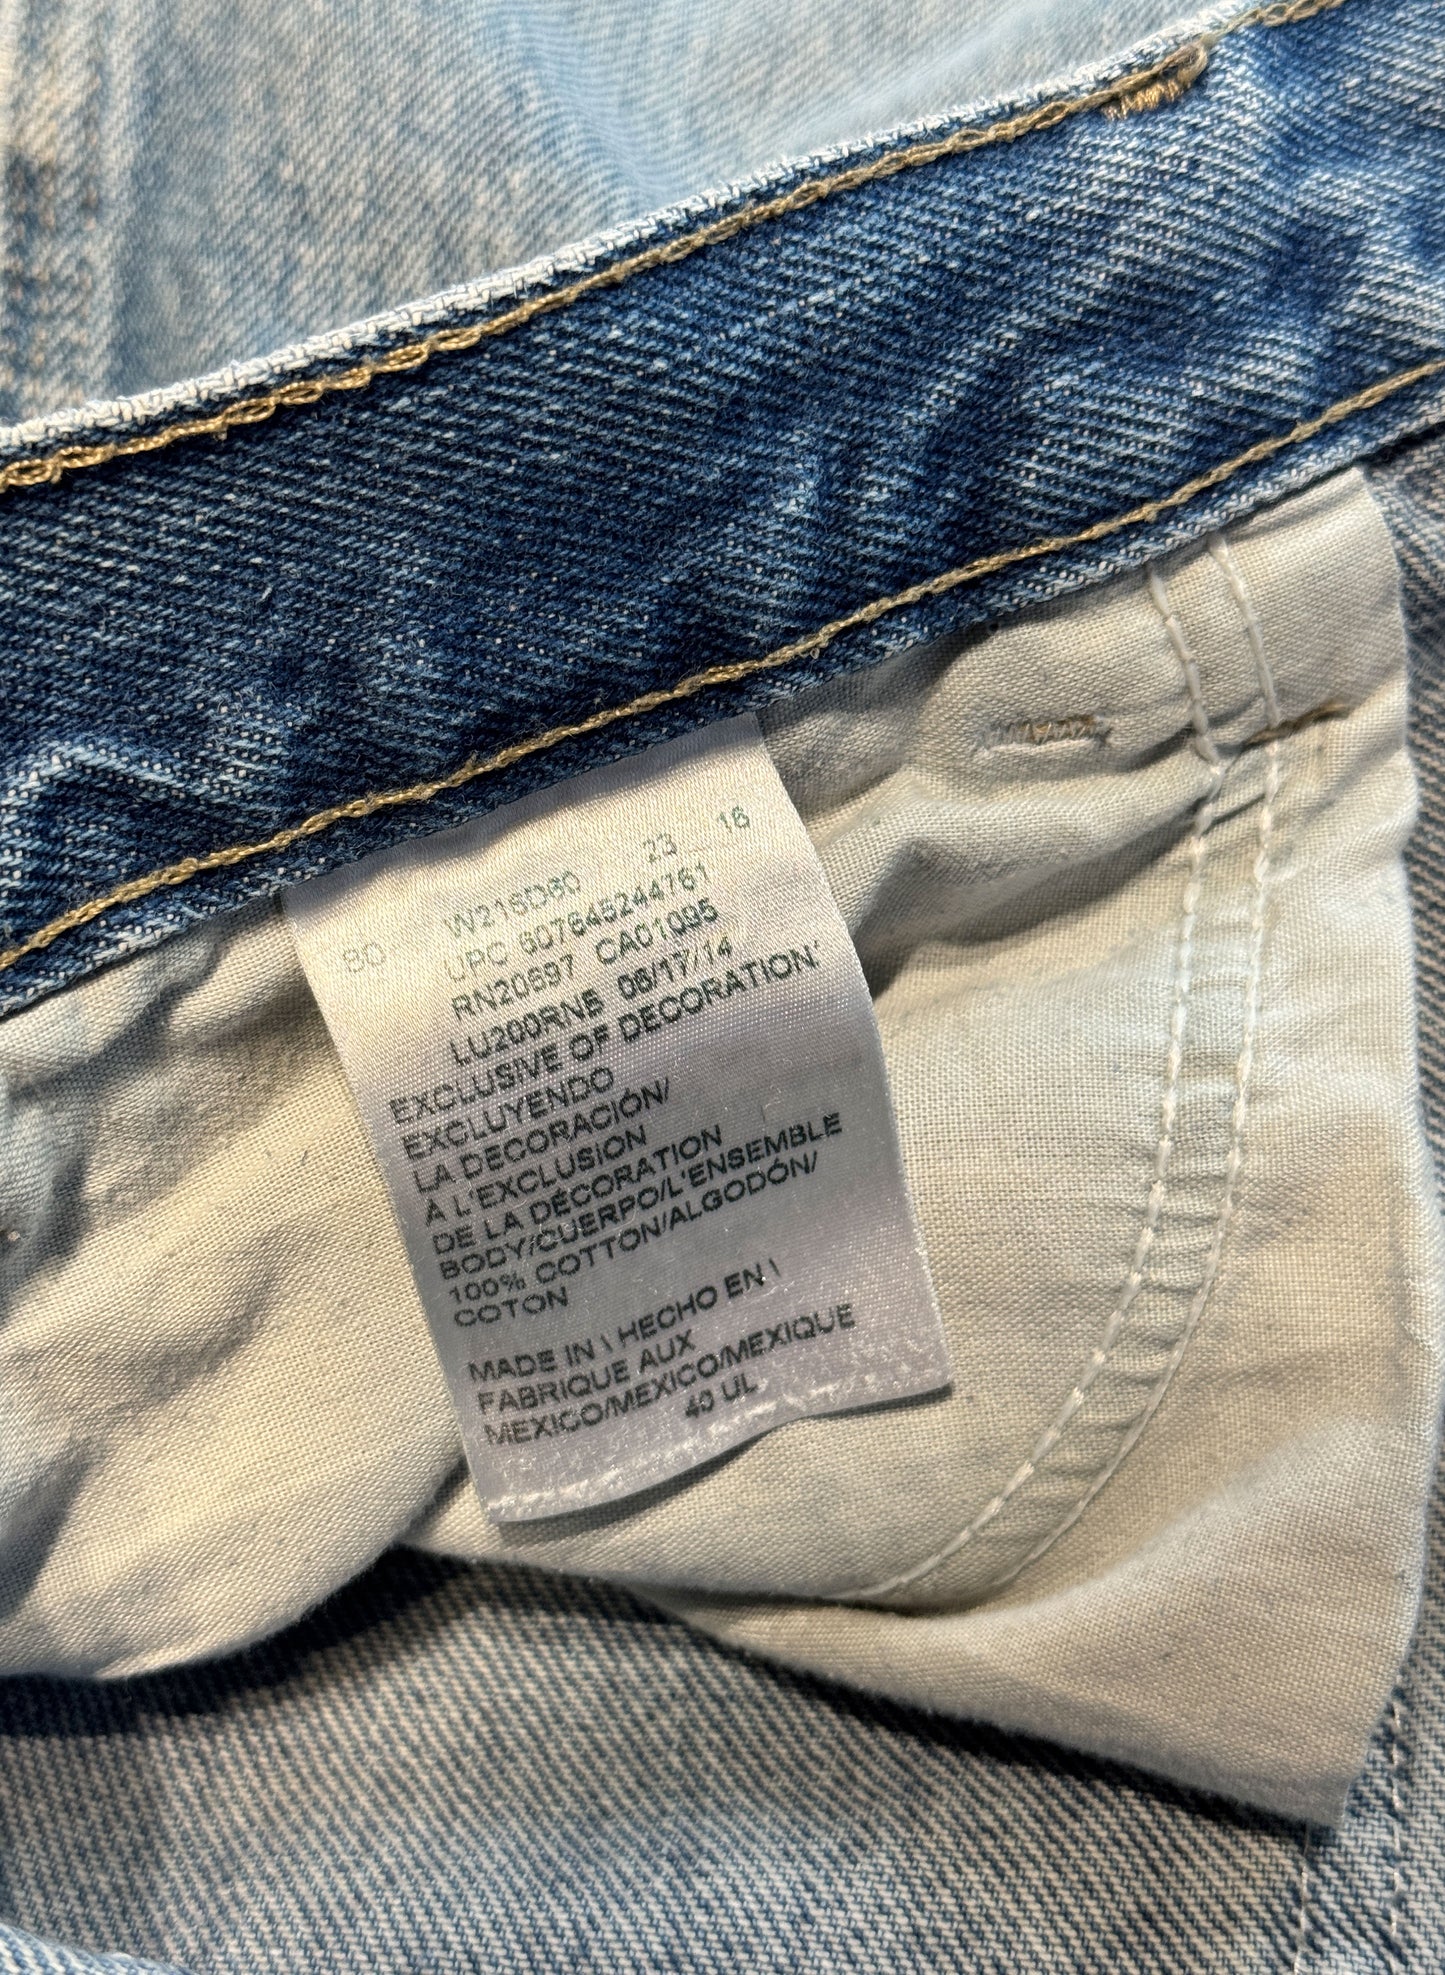 23 16
80 W216D60
UPC 607645244761
RN20697 CA01095
LU200RNS 06/17/14
EXCLUSIVE OF DECORATION'
EXCLUYENDO
LA DECORACIÓN/
À L'EXCLUSION
DE LA DÉCORATION
BODY/CUERPO/L'ENSEMBLE
100% COTTON/ALGODÓN/
COTON
MADE IN \ HECHO EN \
FABRIQUE AUX
MEXICO/MEXICO/MEXIQUE
40 UL